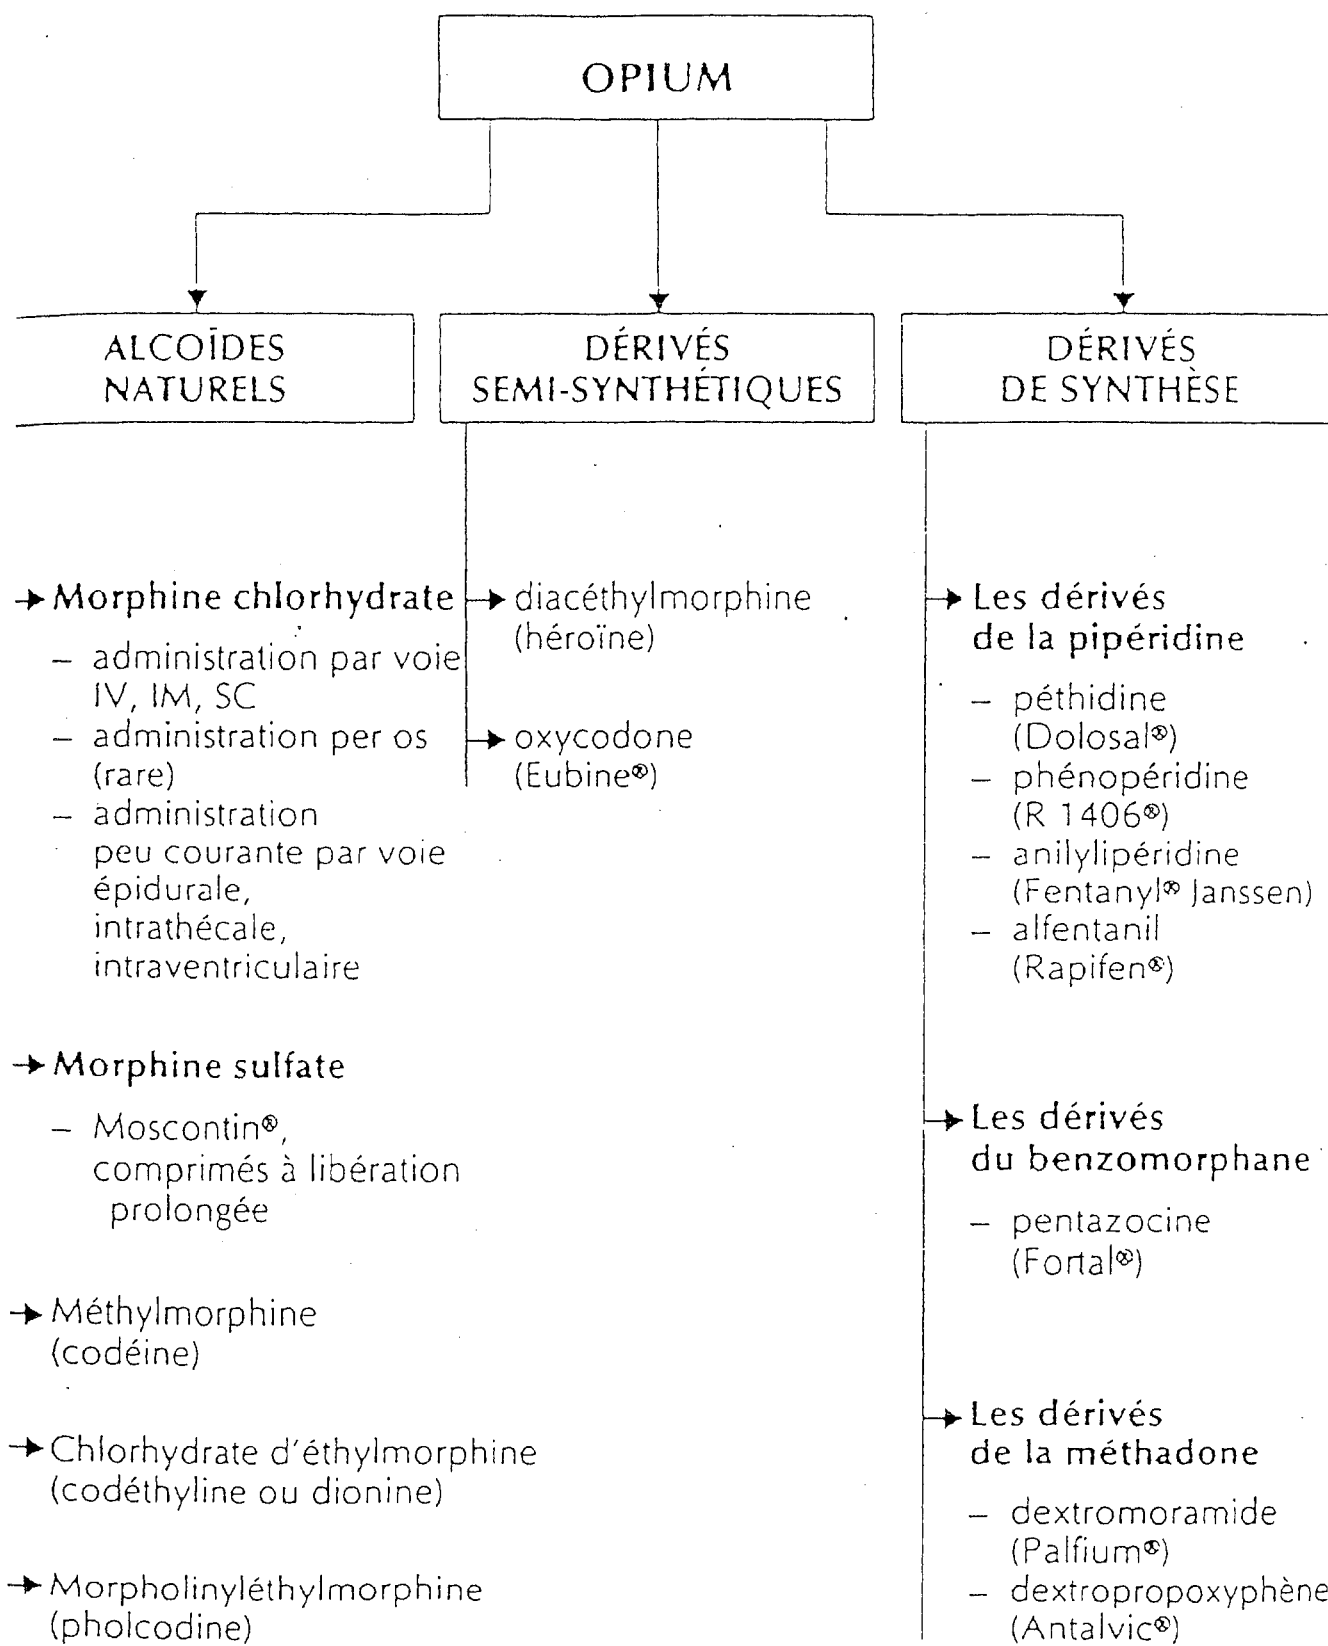 OPIUM
ALCOÏDES
NATURELS
DÉRIVÉS
SEMI-SYNTHÉTIQUES
DÉRIVÉS
DE SYNTHÈSE
Morphine chlorhydrate
– administration par voie
IV, IM, SC
– administration per os
(rare)
– administration
peu courante par voie
épidurale,
intrathécale,
intraventriculaire
Morphine sulfate
– Moscontin®,
comprimés à libération
prolongée
Méthylmorphine
(codéine)
Chlorhydrate d'éthylmorphine
(codéthyline ou dionine)
Morpholinyléthylmorphine
(pholcodine)
diacéthylmorphine
(héroïne)
oxycodone
(Eubine®)
Les dérivés
de la pipéridine
– péthidine
(Dolosal®)
– phénopéridine
(R 1406®)
– anilylipéridine
(Fentanyl® Janssen)
– alfentanil
(Rapifen®)
Les dérivés
du benzomorphane
– pentazocine
(Fortal®)
Les dérivés
de la méthadone
– dextromoramide
(Palfium®)
– dextropropoxyphène
(Antalvic®)